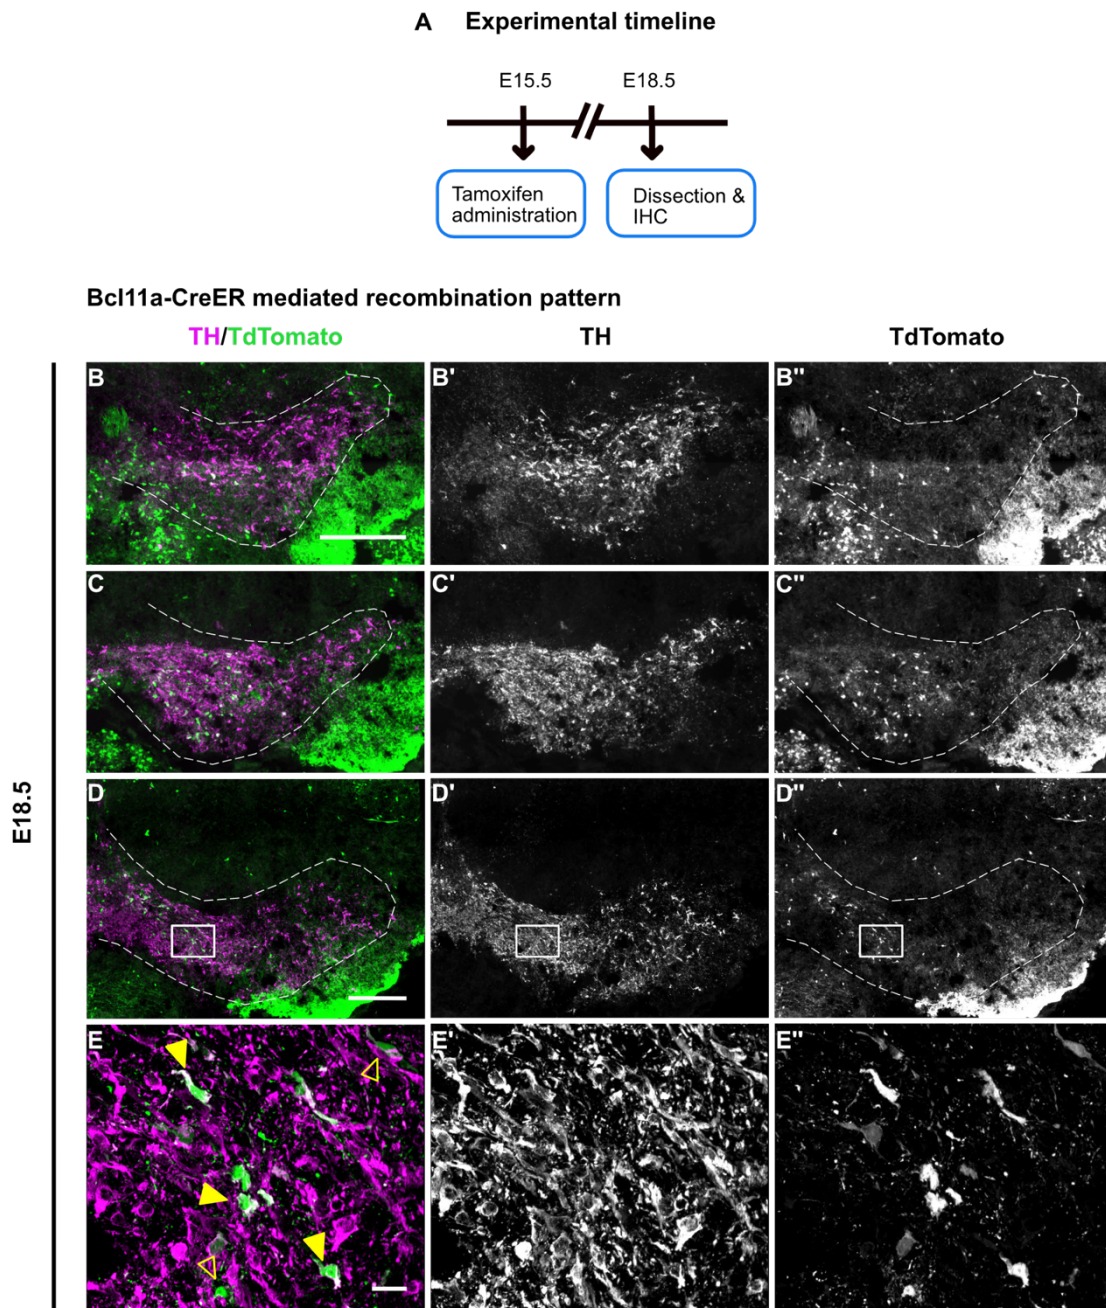 A Experimental timeline
E15.5 E18.5
Tamoxifen
administration
Dissection &
IHC
Bcl11a-CreER mediated recombination pattern
TH/TdTomato TH TdTomato
E18.5
B B' B"
C C' C"
D D' D"
E E' E"